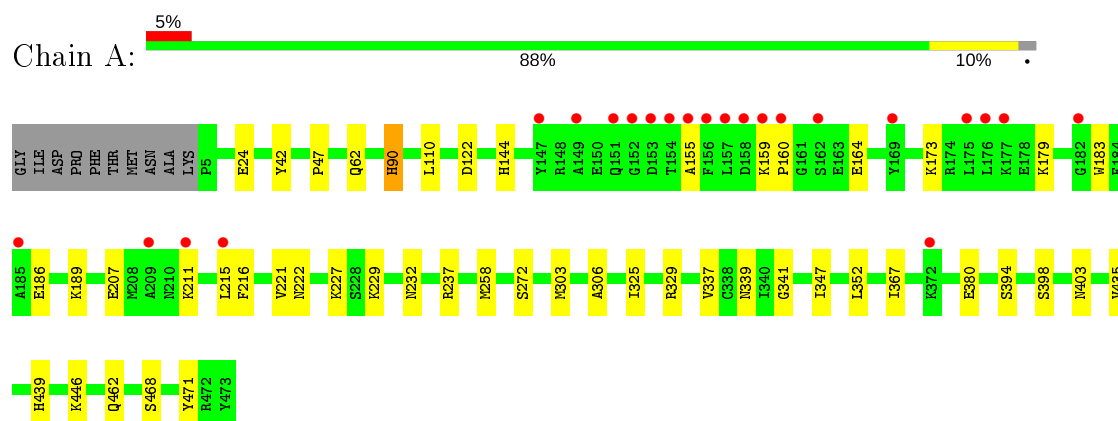 5%
Chain A:
88% 10% •
GLY ILE ASP PRO PHE THR MET ASN ALA LYS P5 E24 Y42 P47 Q62 H90 L110 D122 H144 Y147 R148 A149 E150 Q151 G152 D153 T154 A155 F156 L157 D158 K159 P160 G161 S162 E163 E164 Y169 K173 R174 L175 L176 K177 E178 K179 G182 W183 E184
A185 E186 K189 E207 M208 A209 N210 K211 L215 F216 V221 N222 K227 S228 K229 N232 R237 M258 S272 M303 A306 I325 R329 V337 C338 N339 I340 G341 I347 L352 I367 K372 E380 S394 S398 N403 V435
H439 K446 Q462 S468 Y471 R472 Y473